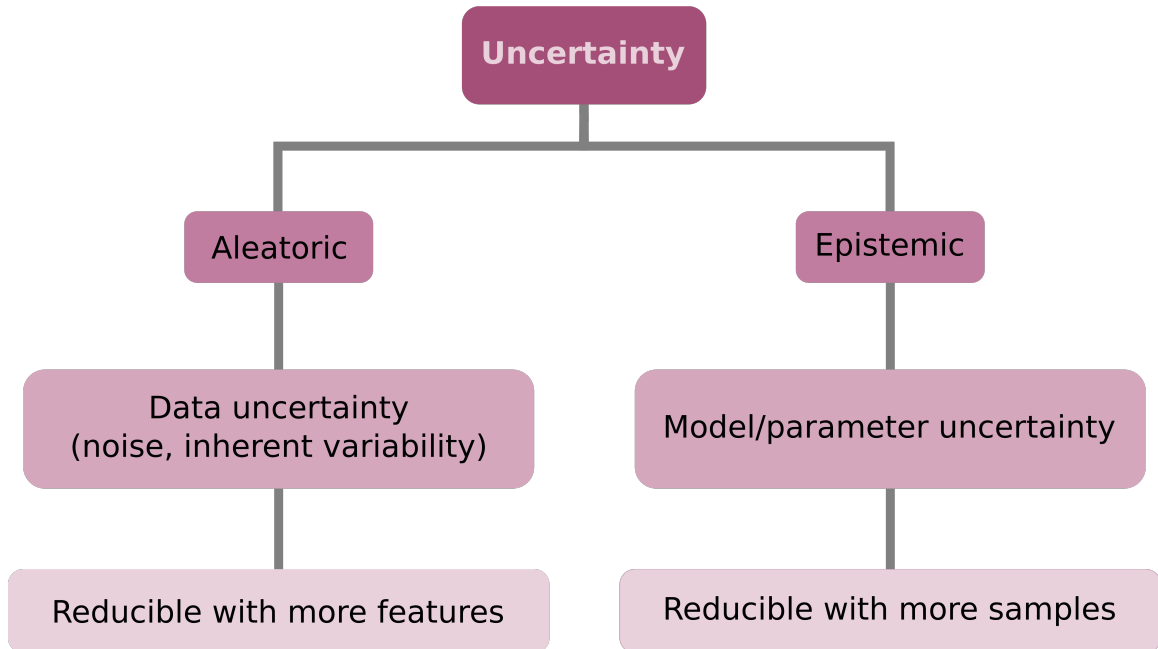 Uncertainty
Aleatoric
Epistemic
Data uncertainty
(noise, inherent variability)
Model/parameter uncertainty
Reducible with more features
Reducible with more samples